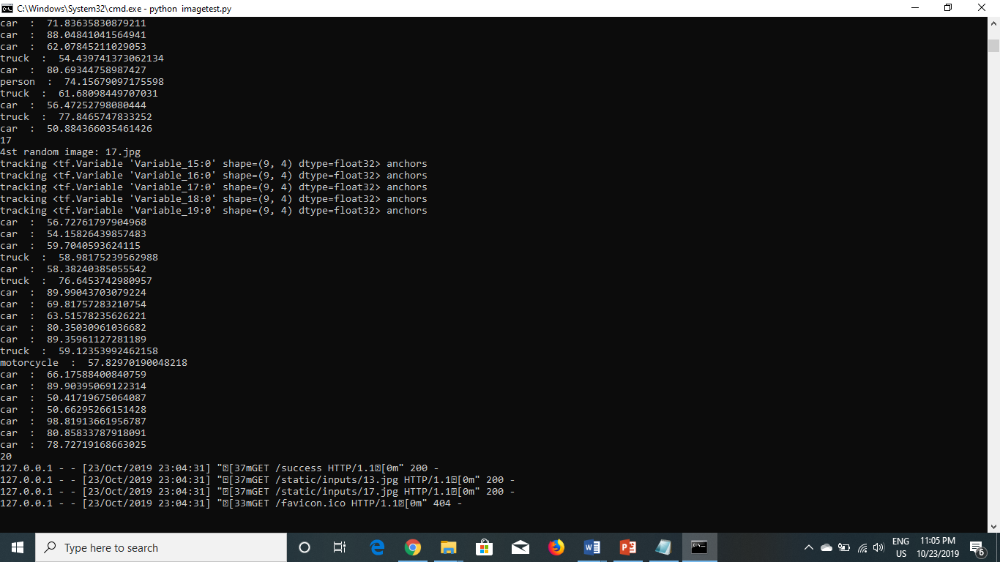 C:\Windows\System32\cmd.exe - python  imagetest.py
car  :  71.83635830879211
car  :  88.04841041564941
car  :  62.07845211029053
truck  :  54.439741373062134
car  :  80.69344758987427
person  :  74.15679097175598
truck  :  61.68098449707031
car  :  56.47252798080444
truck  :  77.8465747833252
car  :  50.884366035461426
17
4st random image: 17.jpg
tracking <tf.Variable 'Variable_15:0' shape=(9, 4) dtype=float32> anchors
tracking <tf.Variable 'Variable_16:0' shape=(9, 4) dtype=float32> anchors
tracking <tf.Variable 'Variable_17:0' shape=(9, 4) dtype=float32> anchors
tracking <tf.Variable 'Variable_18:0' shape=(9, 4) dtype=float32> anchors
tracking <tf.Variable 'Variable_19:0' shape=(9, 4) dtype=float32> anchors
car  :  56.72761797904968
car  :  54.15826439857483
car  :  59.7040593624115
truck  :  58.98175239562988
car  :  58.38240385055542
truck  :  76.6453742980957
car  :  89.99043703079224
car  :  69.81757283210754
car  :  63.51578235626221
car  :  80.35030961036682
car  :  89.35961127281189
truck  :  59.12353992462158
motorcycle  :  57.82970190048218
car  :  66.17588400840759
car  :  89.90395069122314
car  :  50.41719675064087
car  :  50.66295266151428
car  :  98.81913661956787
car  :  80.85833787918091
car  :  78.72719168663025
20
127.0.0.1 - - [23/Oct/2019 23:04:31] "[37mGET /success HTTP/1.1[0m" 200 -
127.0.0.1 - - [23/Oct/2019 23:04:31] "[37mGET /static/inputs/13.jpg HTTP/1.1[0m" 200 -
127.0.0.1 - - [23/Oct/2019 23:04:31] "[37mGET /static/inputs/17.jpg HTTP/1.1[0m" 200 -
127.0.0.1 - - [23/Oct/2019 23:04:31] "[33mGET /favicon.ico HTTP/1.1[0m" 404 -
Type here to search
ENG
US
11:05 PM
10/23/2019
6